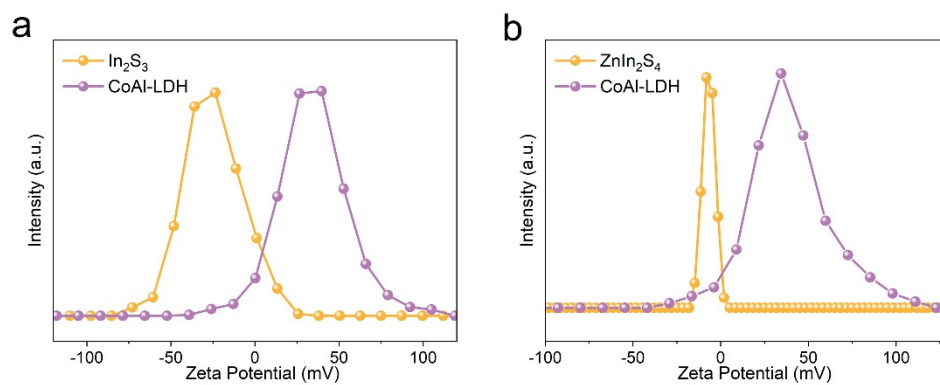 a
In₂S₃
CoAl-LDH
Intensity (a.u.)
-100 -50 0 50 100
Zeta Potential (mV)
b
ZnIn₂S₄
CoAl-LDH
Intensity (a.u.)
-100 -50 0 50 100
Zeta Potential (mV)